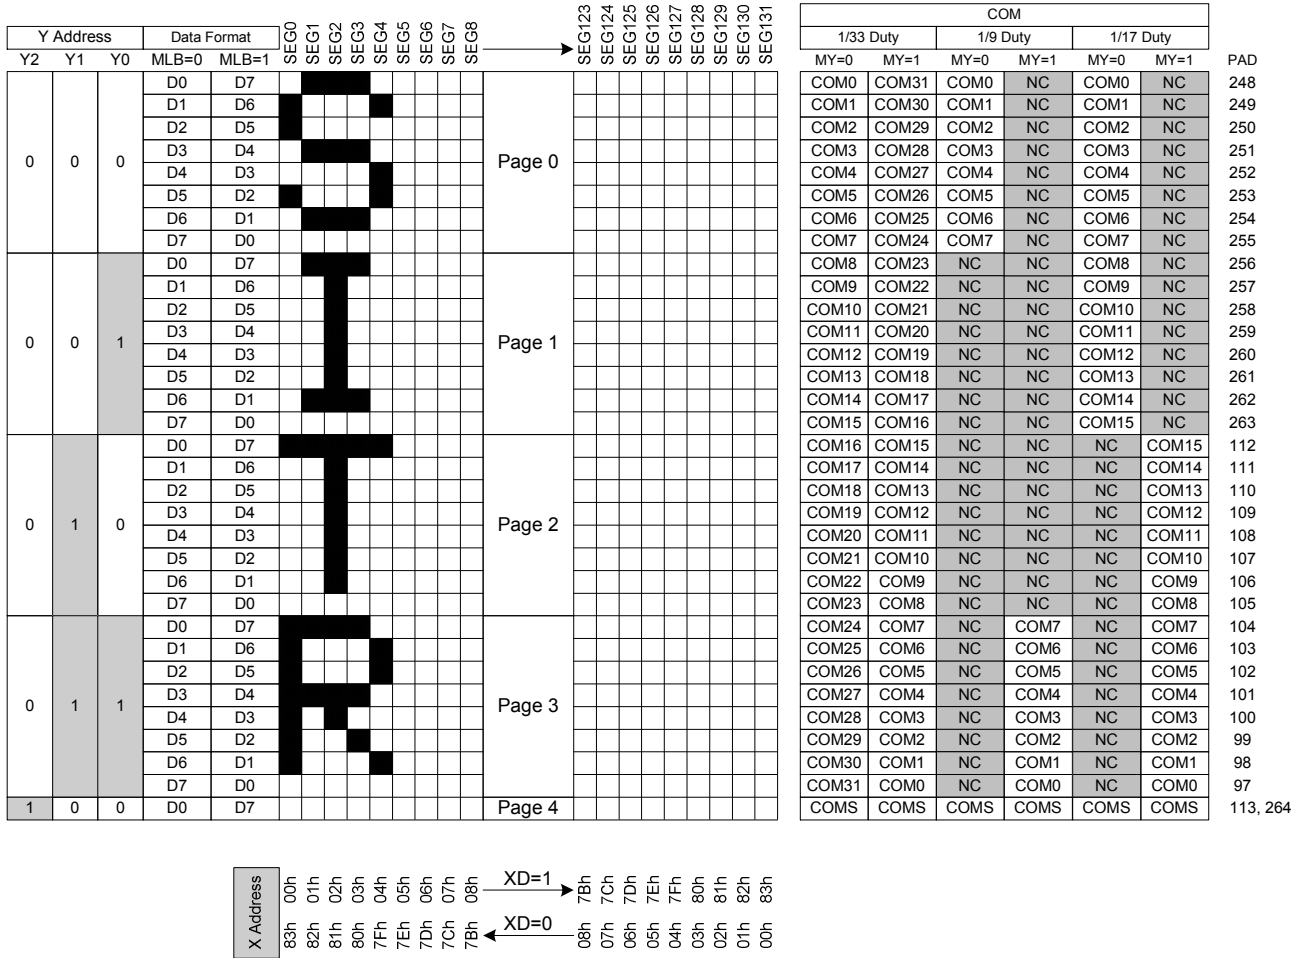 SEG0 SEG1 SEG2 SEG3 SEG4 SEG5 SEG6 SEG7 SEG8 SEG123 SEG124 SEG125 SEG126 SEG127 SEG128 SEG129 SEG130 SEG131
COM
Y Address Data Format 1/33 Duty 1/9 Duty 1/17 Duty
Y2 Y1 Y0 MLB=0 MLB=1 MY=0 MY=1 MY=0 MY=1 MY=0 MY=1 PAD
D0 D7 COM0 COM31 COM0 NC COM0 NC 248
D1 D6 COM1 COM30 COM1 NC COM1 NC 249
D2 D5 COM2 COM29 COM2 NC COM2 NC 250
D3 D4 COM3 COM28 COM3 NC COM3 NC 251
0 0 0 Page 0
D4 D3 COM4 COM27 COM4 NC COM4 NC 252
D5 D2 COM5 COM26 COM5 NC COM5 NC 253
D6 D1 COM6 COM25 COM6 NC COM6 NC 254
D7 D0 COM7 COM24 COM7 NC COM7 NC 255
D0 D7 COM8 COM23 NC NC COM8 NC 256
D1 D6 COM9 COM22 NC NC COM9 NC 257
D2 D5 COM10 COM21 NC NC COM10 NC 258
D3 D4 COM11 COM20 NC NC COM11 NC 259
0 0 1 Page 1
D4 D3 COM12 COM19 NC NC COM12 NC 260
D5 D2 COM13 COM18 NC NC COM13 NC 261
D6 D1 COM14 COM17 NC NC COM14 NC 262
D7 D0 COM15 COM16 NC NC COM15 NC 263
D0 D7 COM16 COM15 NC NC NC COM15 112
D1 D6 COM17 COM14 NC NC NC COM14 111
D2 D5 COM18 COM13 NC NC NC COM13 110
D3 D4 COM19 COM12 NC NC NC COM12 109
0 1 0 Page 2
D4 D3 COM20 COM11 NC NC NC COM11 108
D5 D2 COM21 COM10 NC NC NC COM10 107
D6 D1 COM22 COM9 NC NC NC COM9 106
D7 D0 COM23 COM8 NC NC NC COM8 105
D0 D7 COM24 COM7 NC COM7 NC COM7 104
D1 D6 COM25 COM6 NC COM6 NC COM6 103
D2 D5 COM26 COM5 NC COM5 NC COM5 102
D3 D4 COM27 COM4 NC COM4 NC COM4 101
0 1 1 Page 3
D4 D3 COM28 COM3 NC COM3 NC COM3 100
D5 D2 COM29 COM2 NC COM2 NC COM2 99
D6 D1 COM30 COM1 NC COM1 NC COM1 98
D7 D0 COM31 COM0 NC COM0 NC COM0 97
1 0 0 D0 D7 Page 4 COMS COMS COMS COMS COMS COMS 113, 264
X Address
00h 01h 02h 03h 04h 05h 06h 07h 08h XD=1 7Bh 7Ch 7Dh 7Eh 7Fh 80h 81h 82h 83h
83h 82h 81h 80h 7Fh 7Eh 7Dh 7Ch 7Bh XD=0 08h 07h 06h 05h 04h 03h 02h 01h 00h